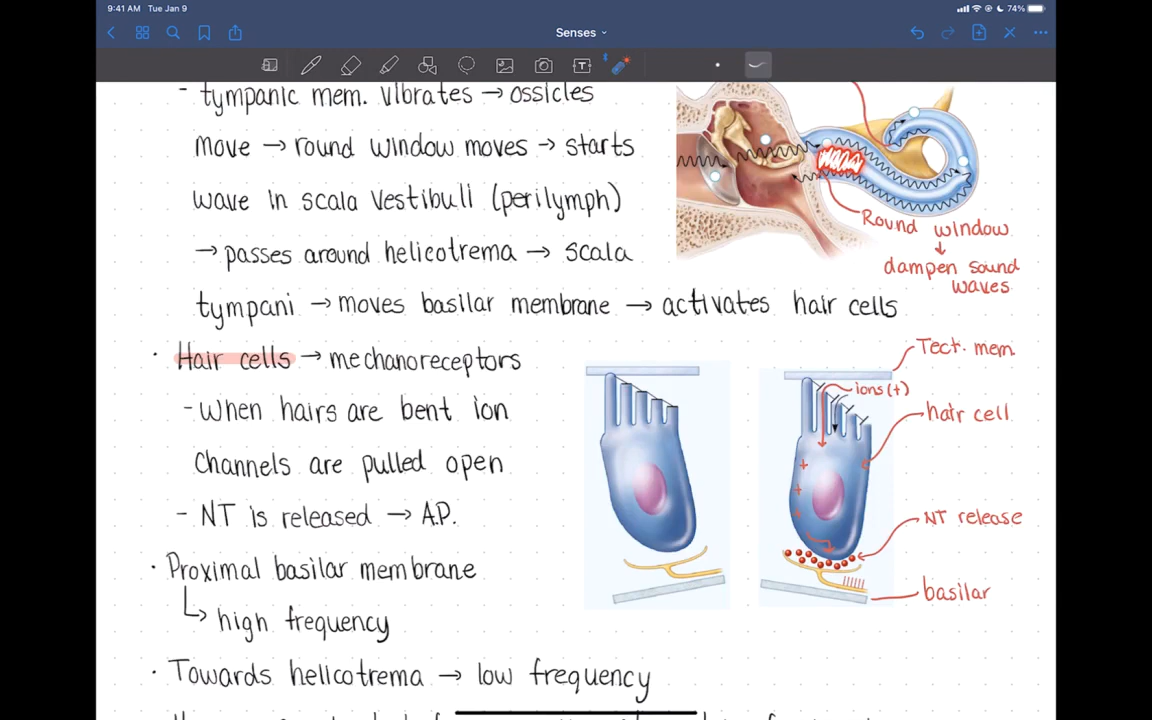 9:41 AM Tue Jan 9
74%
Senses
- tympanic mem. vibrates → ossicles
move → round window moves → starts
wave in scala vestibuli (perilymph)
→ passes around helicotrema → scala
tympani → moves basilar membrane → activates hair cells
Round window
↓
dampen sound
waves
• Hair cells → mechanoreceptors
- When hairs are bent ion
channels are pulled open
- NT is released → A.P.
Tect. mem.
ions (+)
hair cell
NT release
basilar
• Proximal basilar membrane
↳ high frequency
• Towards helicotrema → low frequency